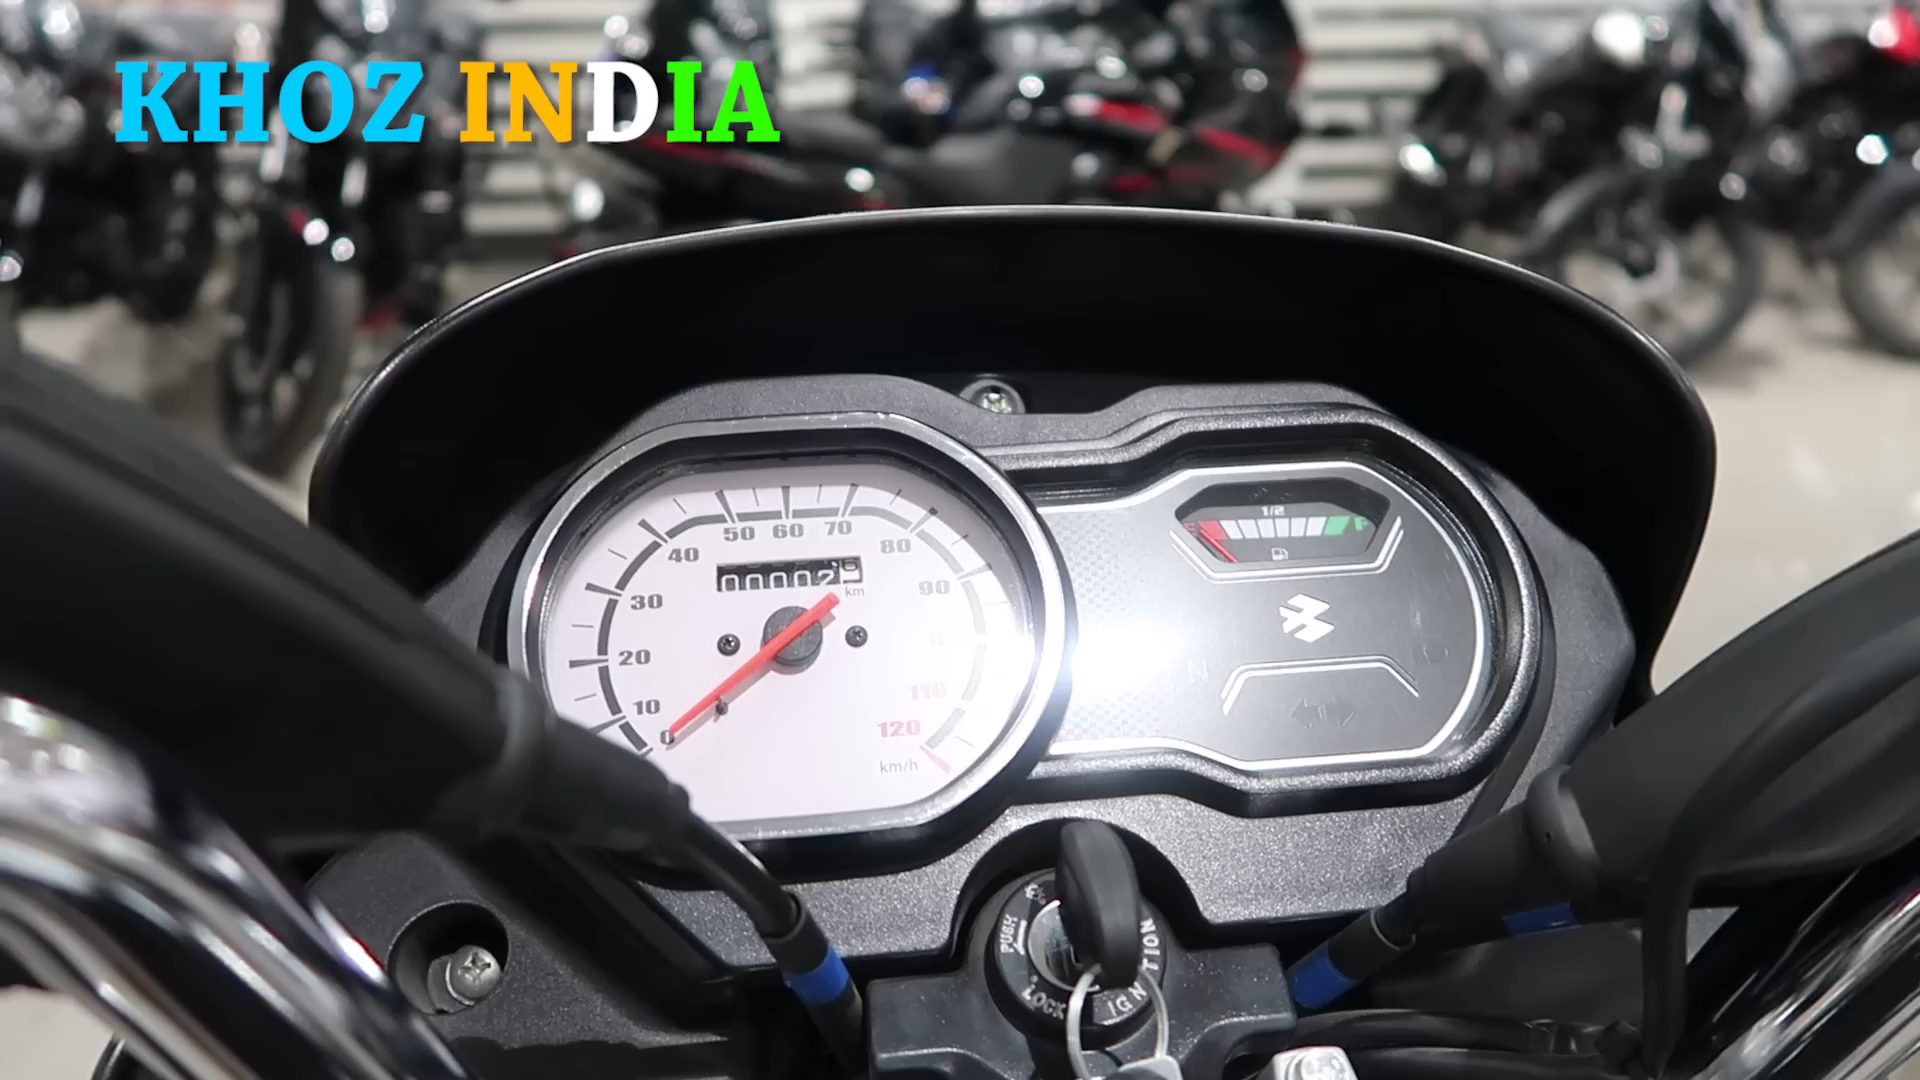 KHOZ INDIA
1/2
E F
50 60 70
40 80
30 90
km
20
10 110
0 120
km/h
N
PUSH
LOCK
IGNITION